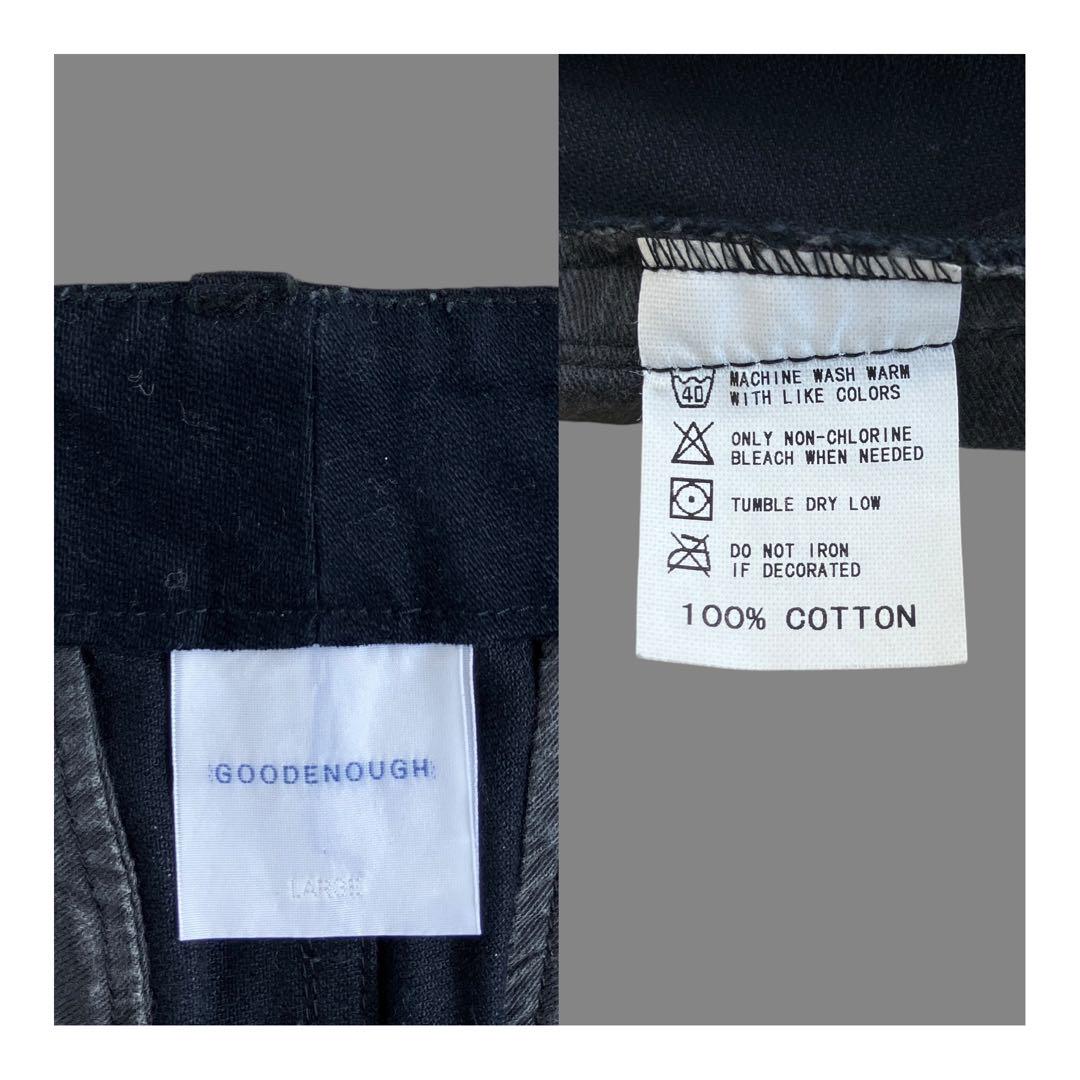 GOODENOUGH
LARGE
40
MACHINE WASH WARM
WITH LIKE COLORS
ONLY NON-CHLORINE
BLEACH WHEN NEEDED
TUMBLE DRY LOW
DO NOT IRON
IF DECORATED
100% COTTON